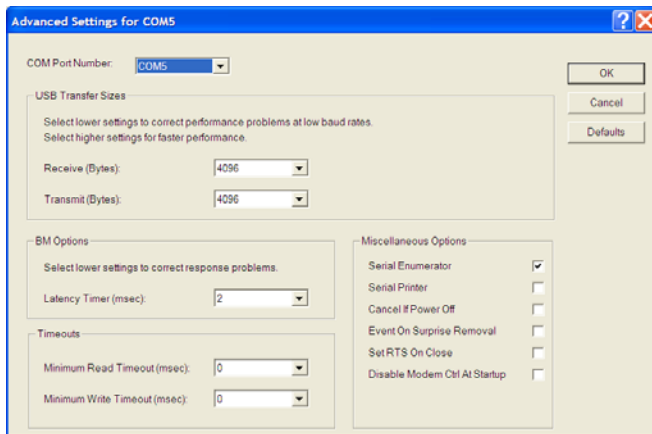 Advanced Settings for COM5
COM Port Number: COM5
OK
Cancel
Defaults
USB Transfer Sizes
Select lower settings to correct performance problems at low baud rates.
Select higher settings for faster performance.
Receive (Bytes): 4096
Transmit (Bytes): 4096
BM Options
Select lower settings to correct response problems.
Latency Timer (msec): 2
Timeouts
Minimum Read Timeout (msec): 0
Minimum Write Timeout (msec): 0
Miscellaneous Options
Serial Enumerator
Serial Printer
Cancel If Power Off
Event On Surprise Removal
Set RTS On Close
Disable Modem Ctrl At Startup